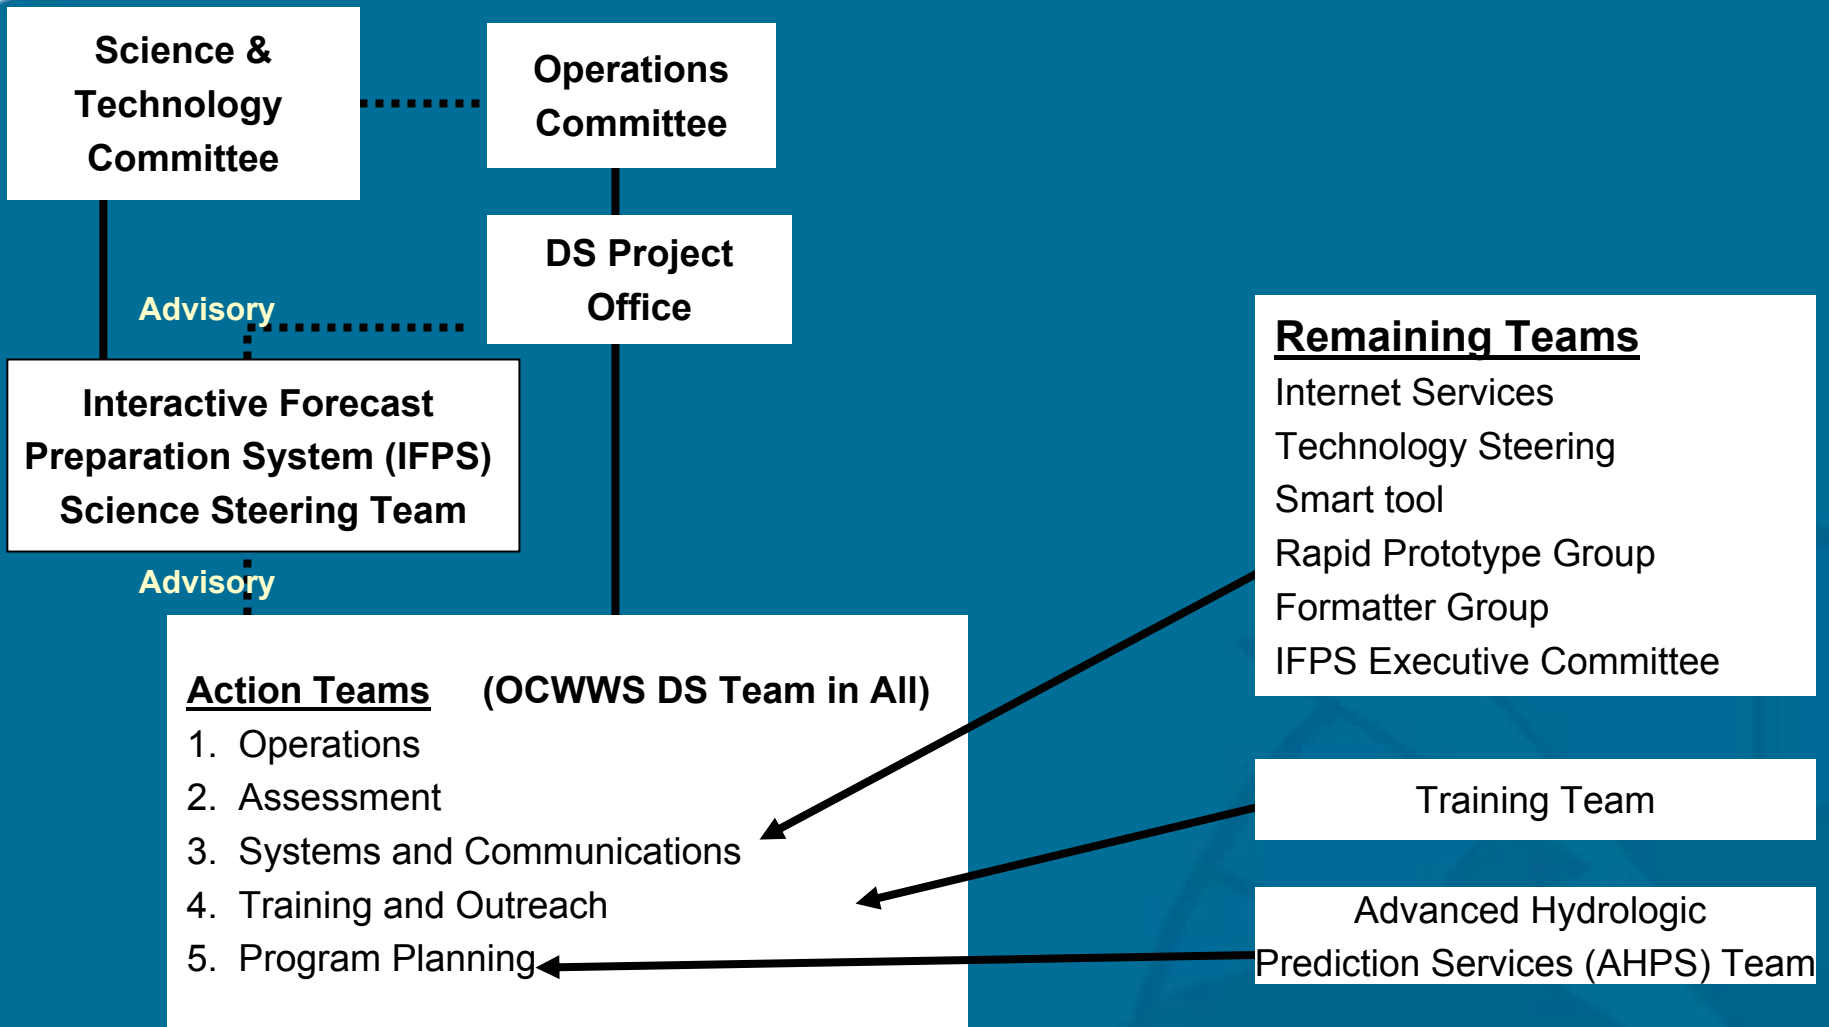 Science &
Technology
Committee
Operations
Committee
DS Project
Office
Advisory
Interactive Forecast
Preparation System (IFPS)
Science Steering Team
Advisory
Action Teams (OCWWS DS Team in All)
1. Operations
2. Assessment
3. Systems and Communications
4. Training and Outreach
5. Program Planning
Remaining Teams
Internet Services
Technology Steering
Smart tool
Rapid Prototype Group
Formatter Group
IFPS Executive Committee
Training Team
Advanced Hydrologic
Prediction Services (AHPS) Team